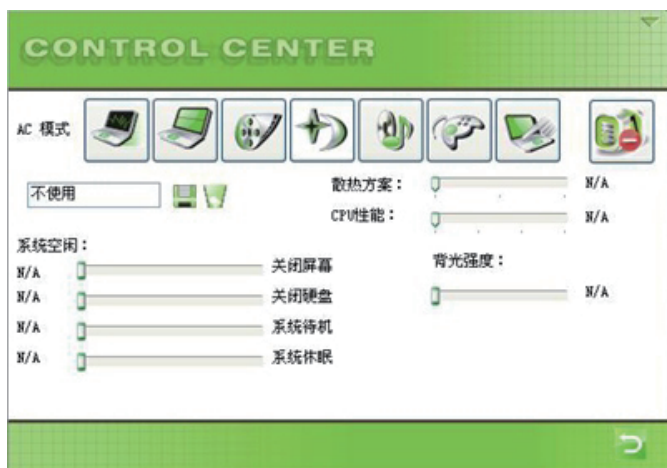 CONTROL CENTER
AC 模式
不使用
散热方案：
N/A
CPU性能：
N/A
系统空闲：
N/A
关闭屏幕
背光强度：
N/A
关闭硬盘
N/A
N/A
系统待机
N/A
系统休眠